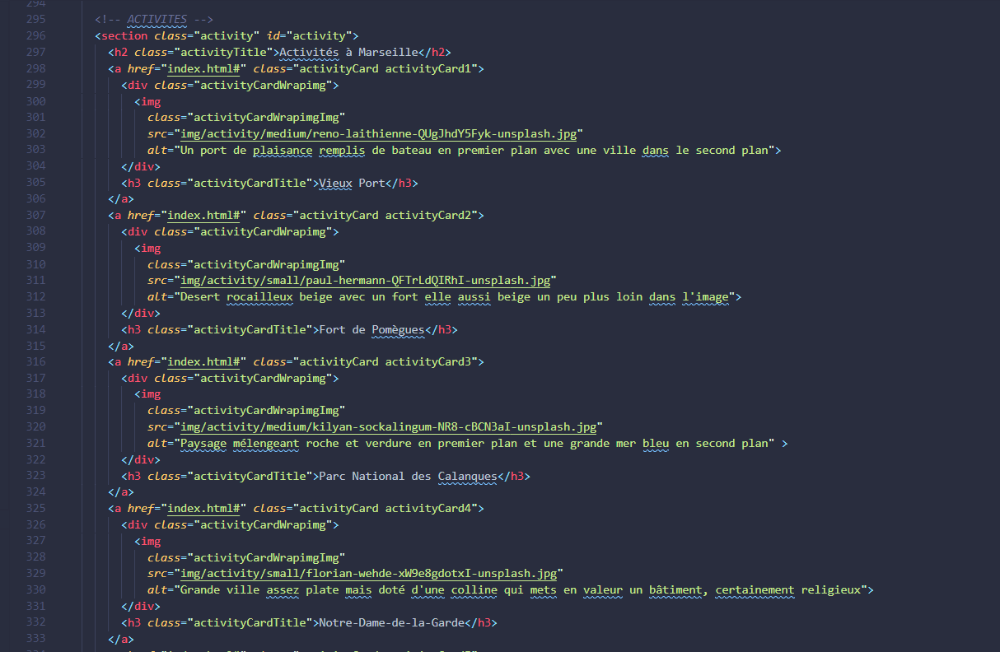 294
295 <!-- ACTIVITES -->
296 <section class="activity" id="activity">
297 <h2 class="activityTitle">Activités à Marseille</h2>
298 <a href="index.html#" class="activityCard activityCard1">
299 <div class="activityCardWrapimg">
300 <img
301 class="activityCardWrapimgImg"
302 src="img/activity/medium/reno-laithienne-QUgJhdY5Fyk-unsplash.jpg"
303 alt="Un port de plaisance remplis de bateau en premier plan avec une ville dans le second plan">
304 </div>
305 <h3 class="activityCardTitle">Vieux Port</h3>
306 </a>
307 <a href="index.html#" class="activityCard activityCard2">
308 <div class="activityCardWrapimg">
309 <img
310 class="activityCardWrapimgImg"
311 src="img/activity/small/paul-hermann-QFTrLdQIRhI-unsplash.jpg"
312 alt="Desert rocailleux beige avec un fort elle aussi beige un peu plus loin dans l'image">
313 </div>
314 <h3 class="activityCardTitle">Fort de Pomègues</h3>
315 </a>
316 <a href="index.html#" class="activityCard activityCard3">
317 <div class="activityCardWrapimg">
318 <img
319 class="activityCardWrapimgImg"
320 src="img/activity/medium/kilyan-sockalingum-NR8-cBCN3aI-unsplash.jpg"
321 alt="Paysage mélengeant roche et verdure en premier plan et une grande mer bleu en second plan" >
322 </div>
323 <h3 class="activityCardTitle">Parc National des Calanques</h3>
324 </a>
325 <a href="index.html#" class="activityCard activityCard4">
326 <div class="activityCardWrapimg">
327 <img
328 class="activityCardWrapimgImg"
329 src="img/activity/small/florian-wehde-xW9e8gdotxI-unsplash.jpg"
330 alt="Grande ville assez plate mais doté d'une colline qui mets en valeur un bâtiment, certainement religieux">
331 </div>
332 <h3 class="activityCardTitle">Notre-Dame-de-la-Garde</h3>
333 </a>